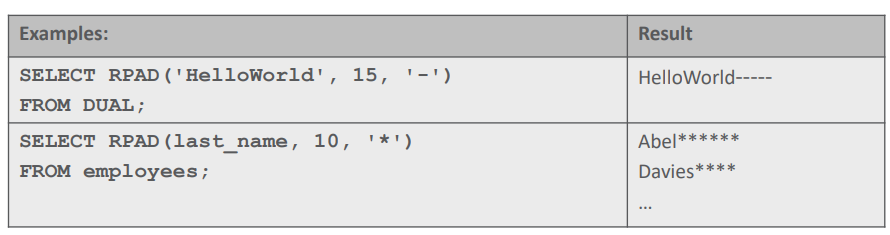 Examples:
Result
SELECT RPAD('HelloWorld', 15, '-')
FROM DUAL;
HelloWorld-----
SELECT RPAD(last_name, 10, '*')
FROM employees;
Abel******
Davies****
...